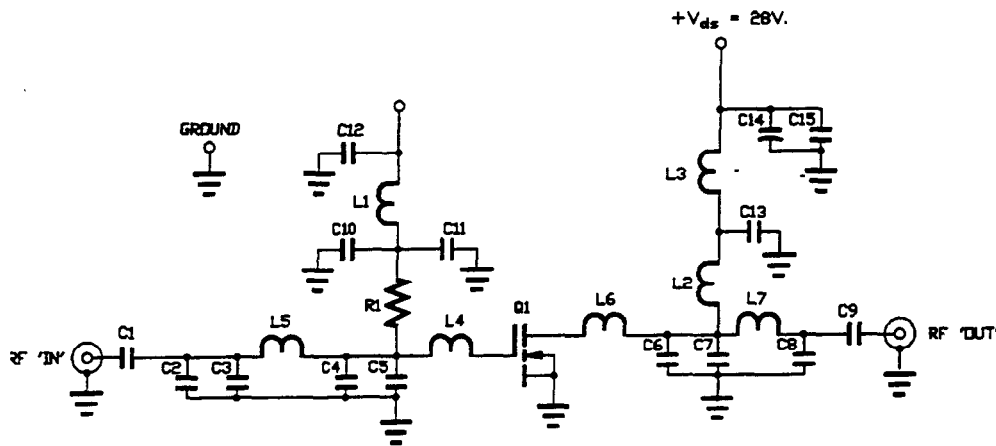 +Vds = 28V.
GROUND
C12
C14
C15
L1
L3
C10
C11
C13
R1
L2
Q1
L6
L7
C9
C1
L5
L4
RF 'IN'
RF 'OUT'
C2
C3
C4
C5
C6
C7
C8